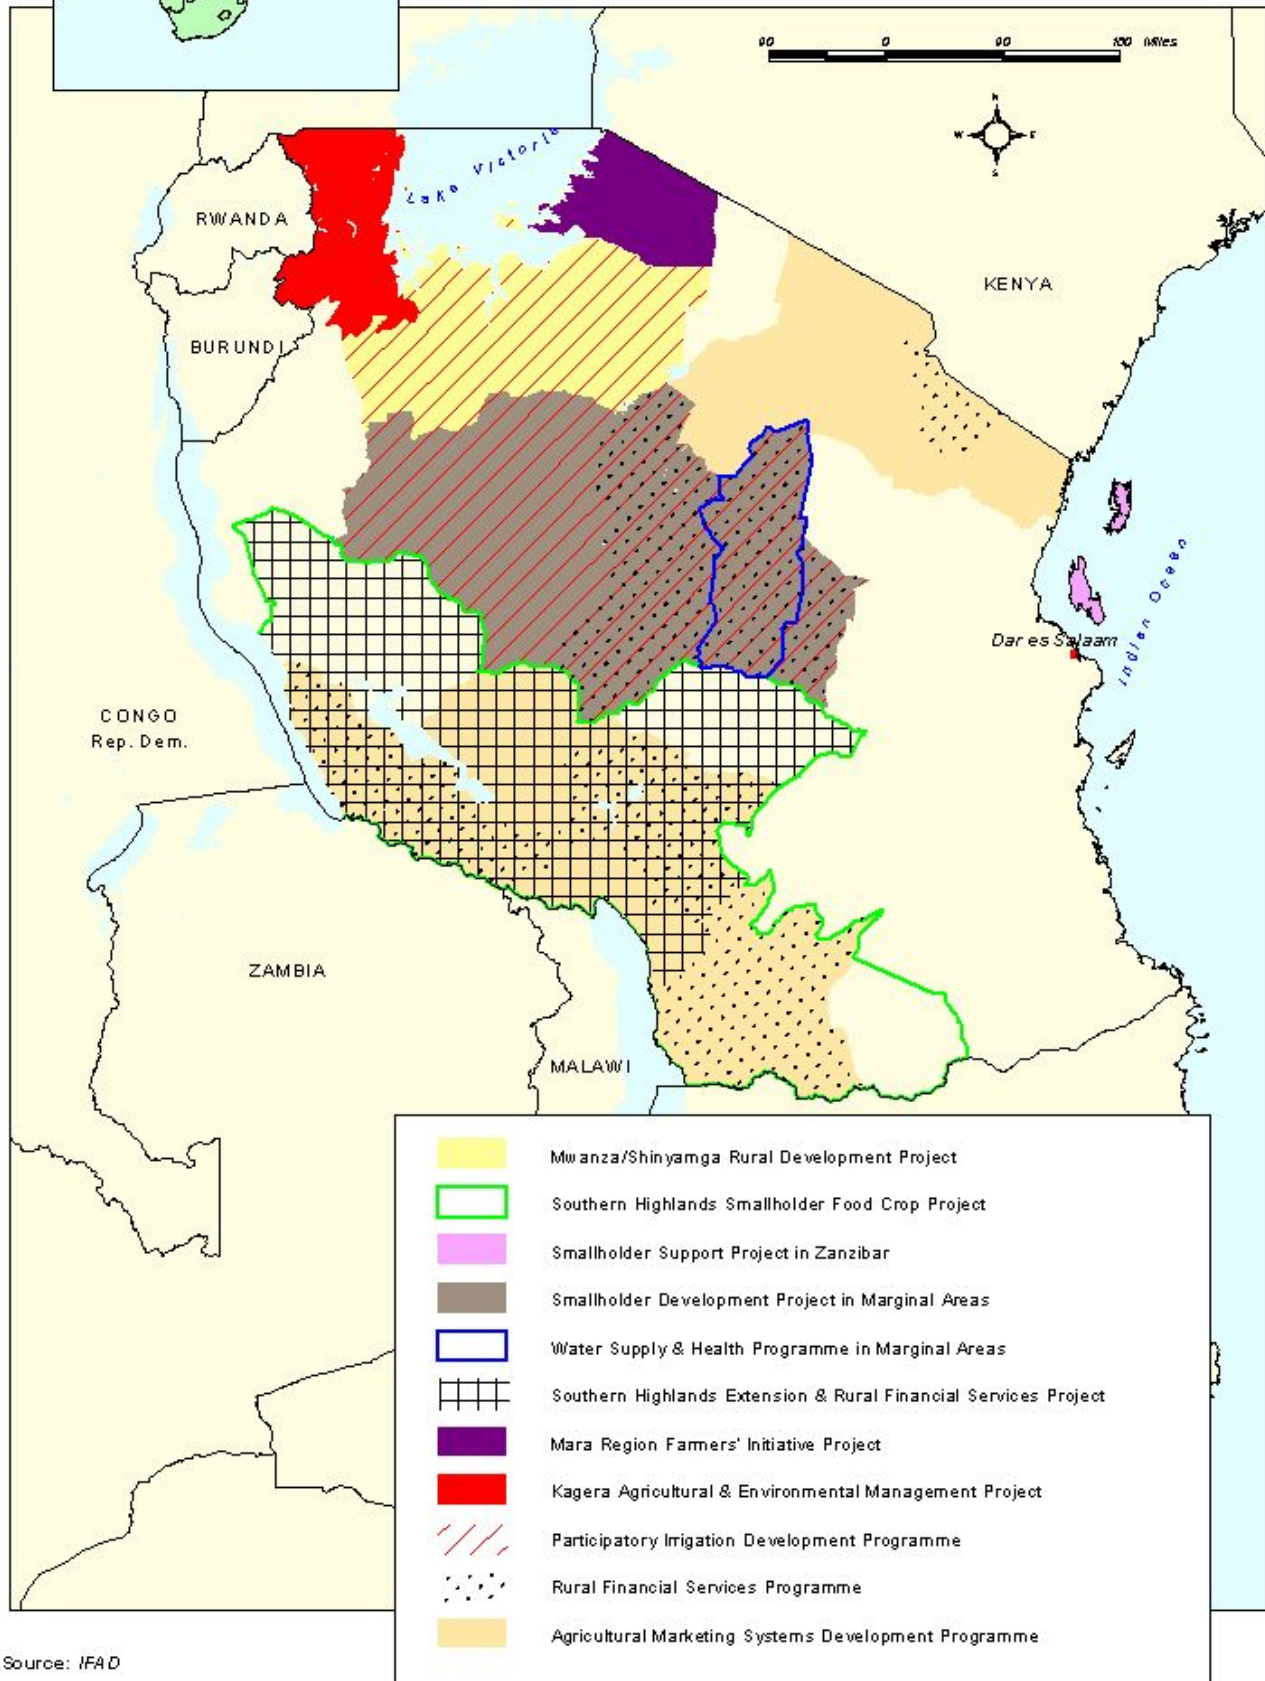 90 0 90 180 Miles
N
W E
S
Lake Victoria
RWANDA
KENYA
BURUNDI
Indian Ocean
Dar es Salaam
CONGO
Rep. Dem.
ZAMBIA
MALAWI
Mwanza/Shinyamga Rural Development Project
Southern Highlands Smallholder Food Crop Project
Smallholder Support Project in Zanzibar
Smallholder Development Project in Marginal Areas
Water Supply & Health Programme in Marginal Areas
Southern Highlands Extension & Rural Financial Services Project
Mara Region Farmers' Initiative Project
Kagera Agricultural & Environmental Management Project
Participatory Irrigation Development Programme
Rural Financial Services Programme
Agricultural Marketing Systems Development Programme
Source: IFAD